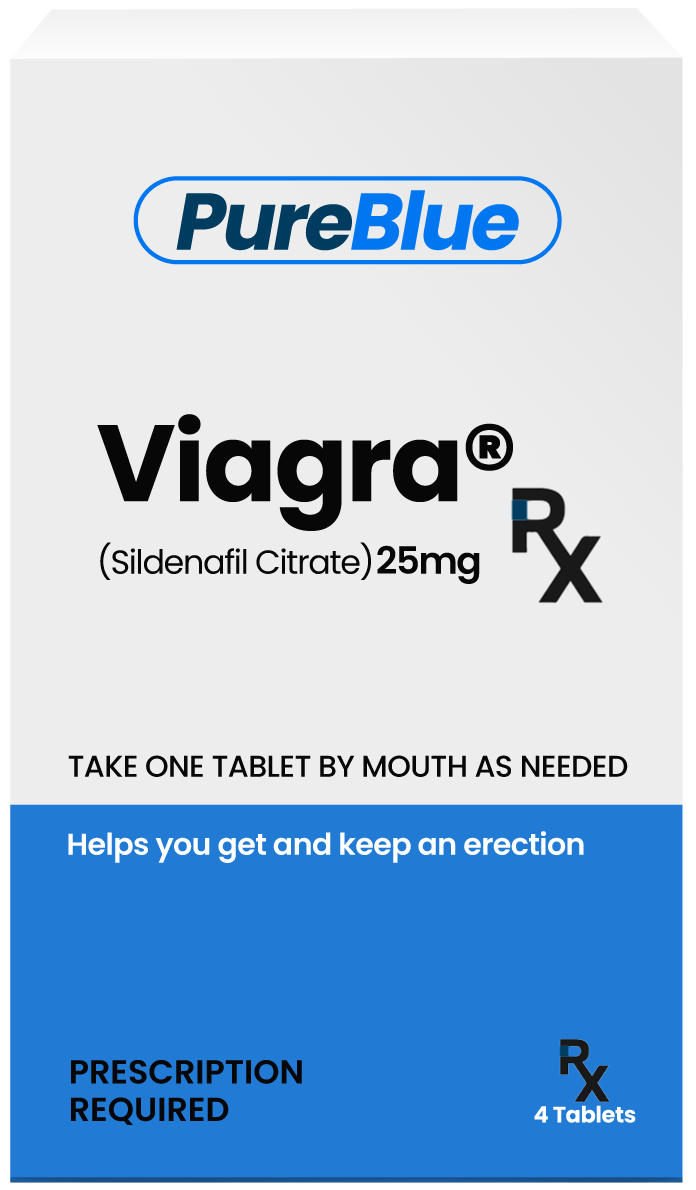 PureBlue
Viagra®
(Sildenafil Citrate) 25mg
Rx
TAKE ONE TABLET BY MOUTH AS NEEDED
Helps you get and keep an erection
PRESCRIPTION
REQUIRED
Rx
4 Tablets